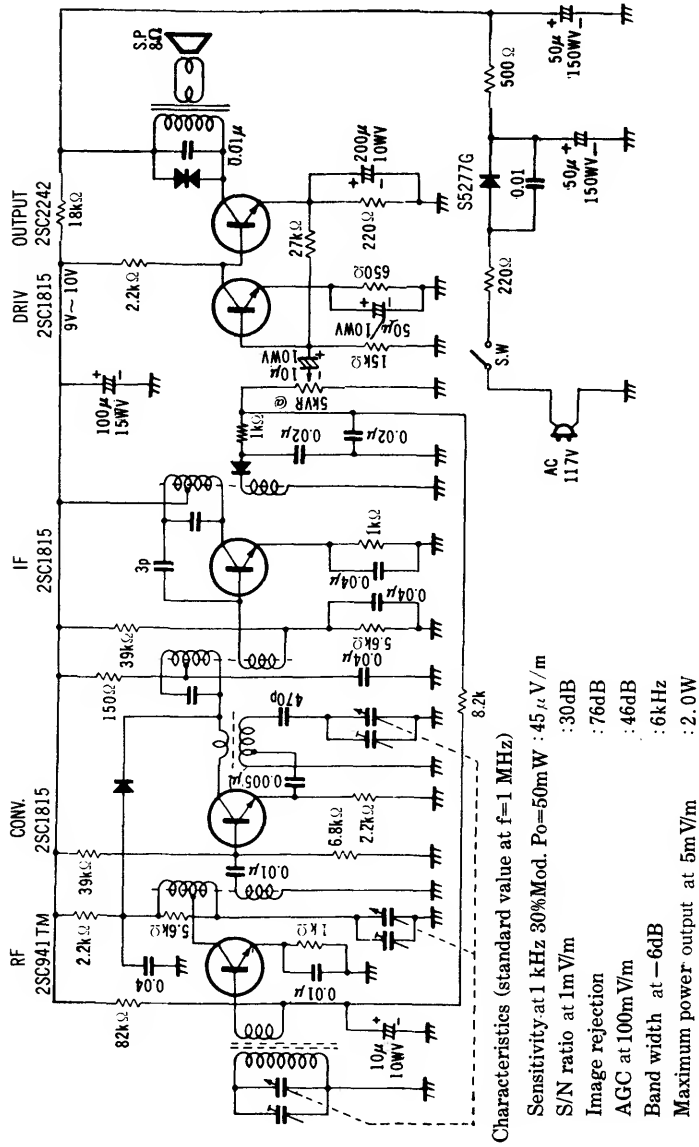 RF
2SC941 TM
CONV.
2SC1815
IF
2SC1815
DRIV
2SC1815
OUTPUT
2SC2242
9V~10V
18kΩ
82kΩ
2.2kΩ
39kΩ
150Ω
39kΩ
100μ
15WV
2.2kΩ
0.01μ
S.P
8Ω
0.04
5.6kΩ
0.01μ
3p
10μ
10WV
1kΩ
0.01μ
6.8kΩ
2.2kΩ
0.005μ
470p
0.04μ
5.6kΩ
0.04μ
0.04μ
1kΩ
1kΩ
0.02μ
0.02μ
5kVR @
10μ
10WV
15kΩ
50μ
10WV
650Ω
27kΩ
220Ω
200μ
10WV
8.2k
AC
117V
S.W
220Ω
S5277G
0.01
50μ
150WV
500Ω
50μ
150WV
Characteristics (standard value at f=1 MHz)
Sensitivity at 1 kHz 30%Mod. Po=50mW : 45μV/m
S/N ratio at 1mV/m :30dB
Image rejection :76dB
AGC at 100mV/m :46dB
Band width at −6dB :6kHz
Maximum power output at 5mV/m :2.0W